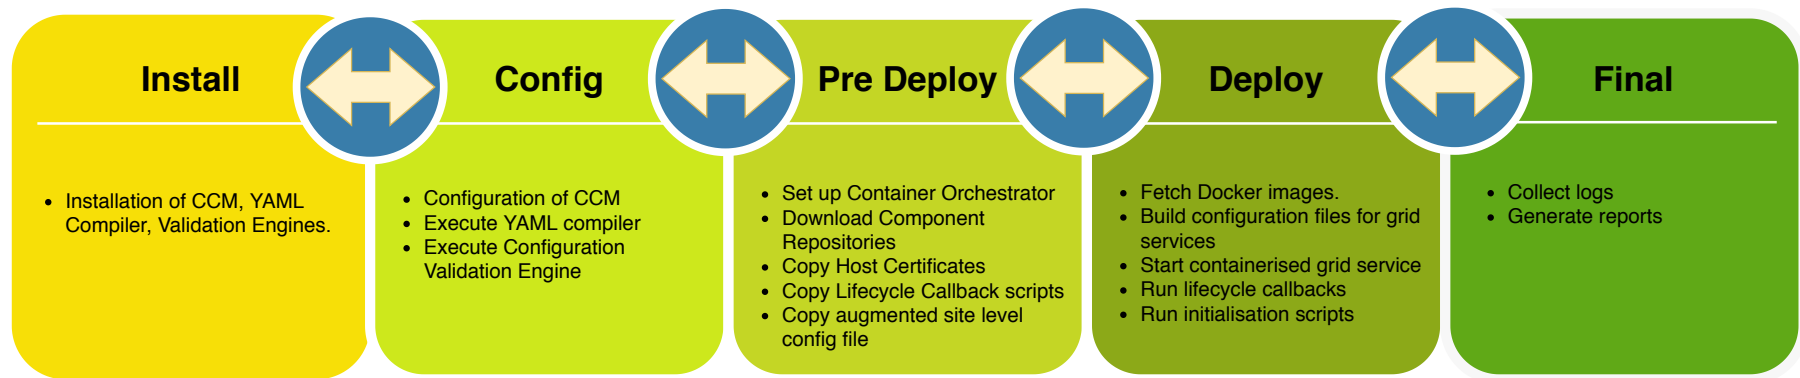 Install
• Installation of CCM, YAML
Compiler, Validation Engines.
Config
• Configuration of CCM
• Execute YAML compiler
• Execute Configuration
Validation Engine
Pre Deploy
• Set up Container Orchestrator
• Download Component
Repositories
• Copy Host Certificates
• Copy Lifecycle Callback scripts
• Copy augmented site level
config file
Deploy
• Fetch Docker images.
• Build configuration files for grid
services
• Start containerised grid service
• Run lifecycle callbacks
• Run initialisation scripts
Final
• Collect logs
• Generate reports